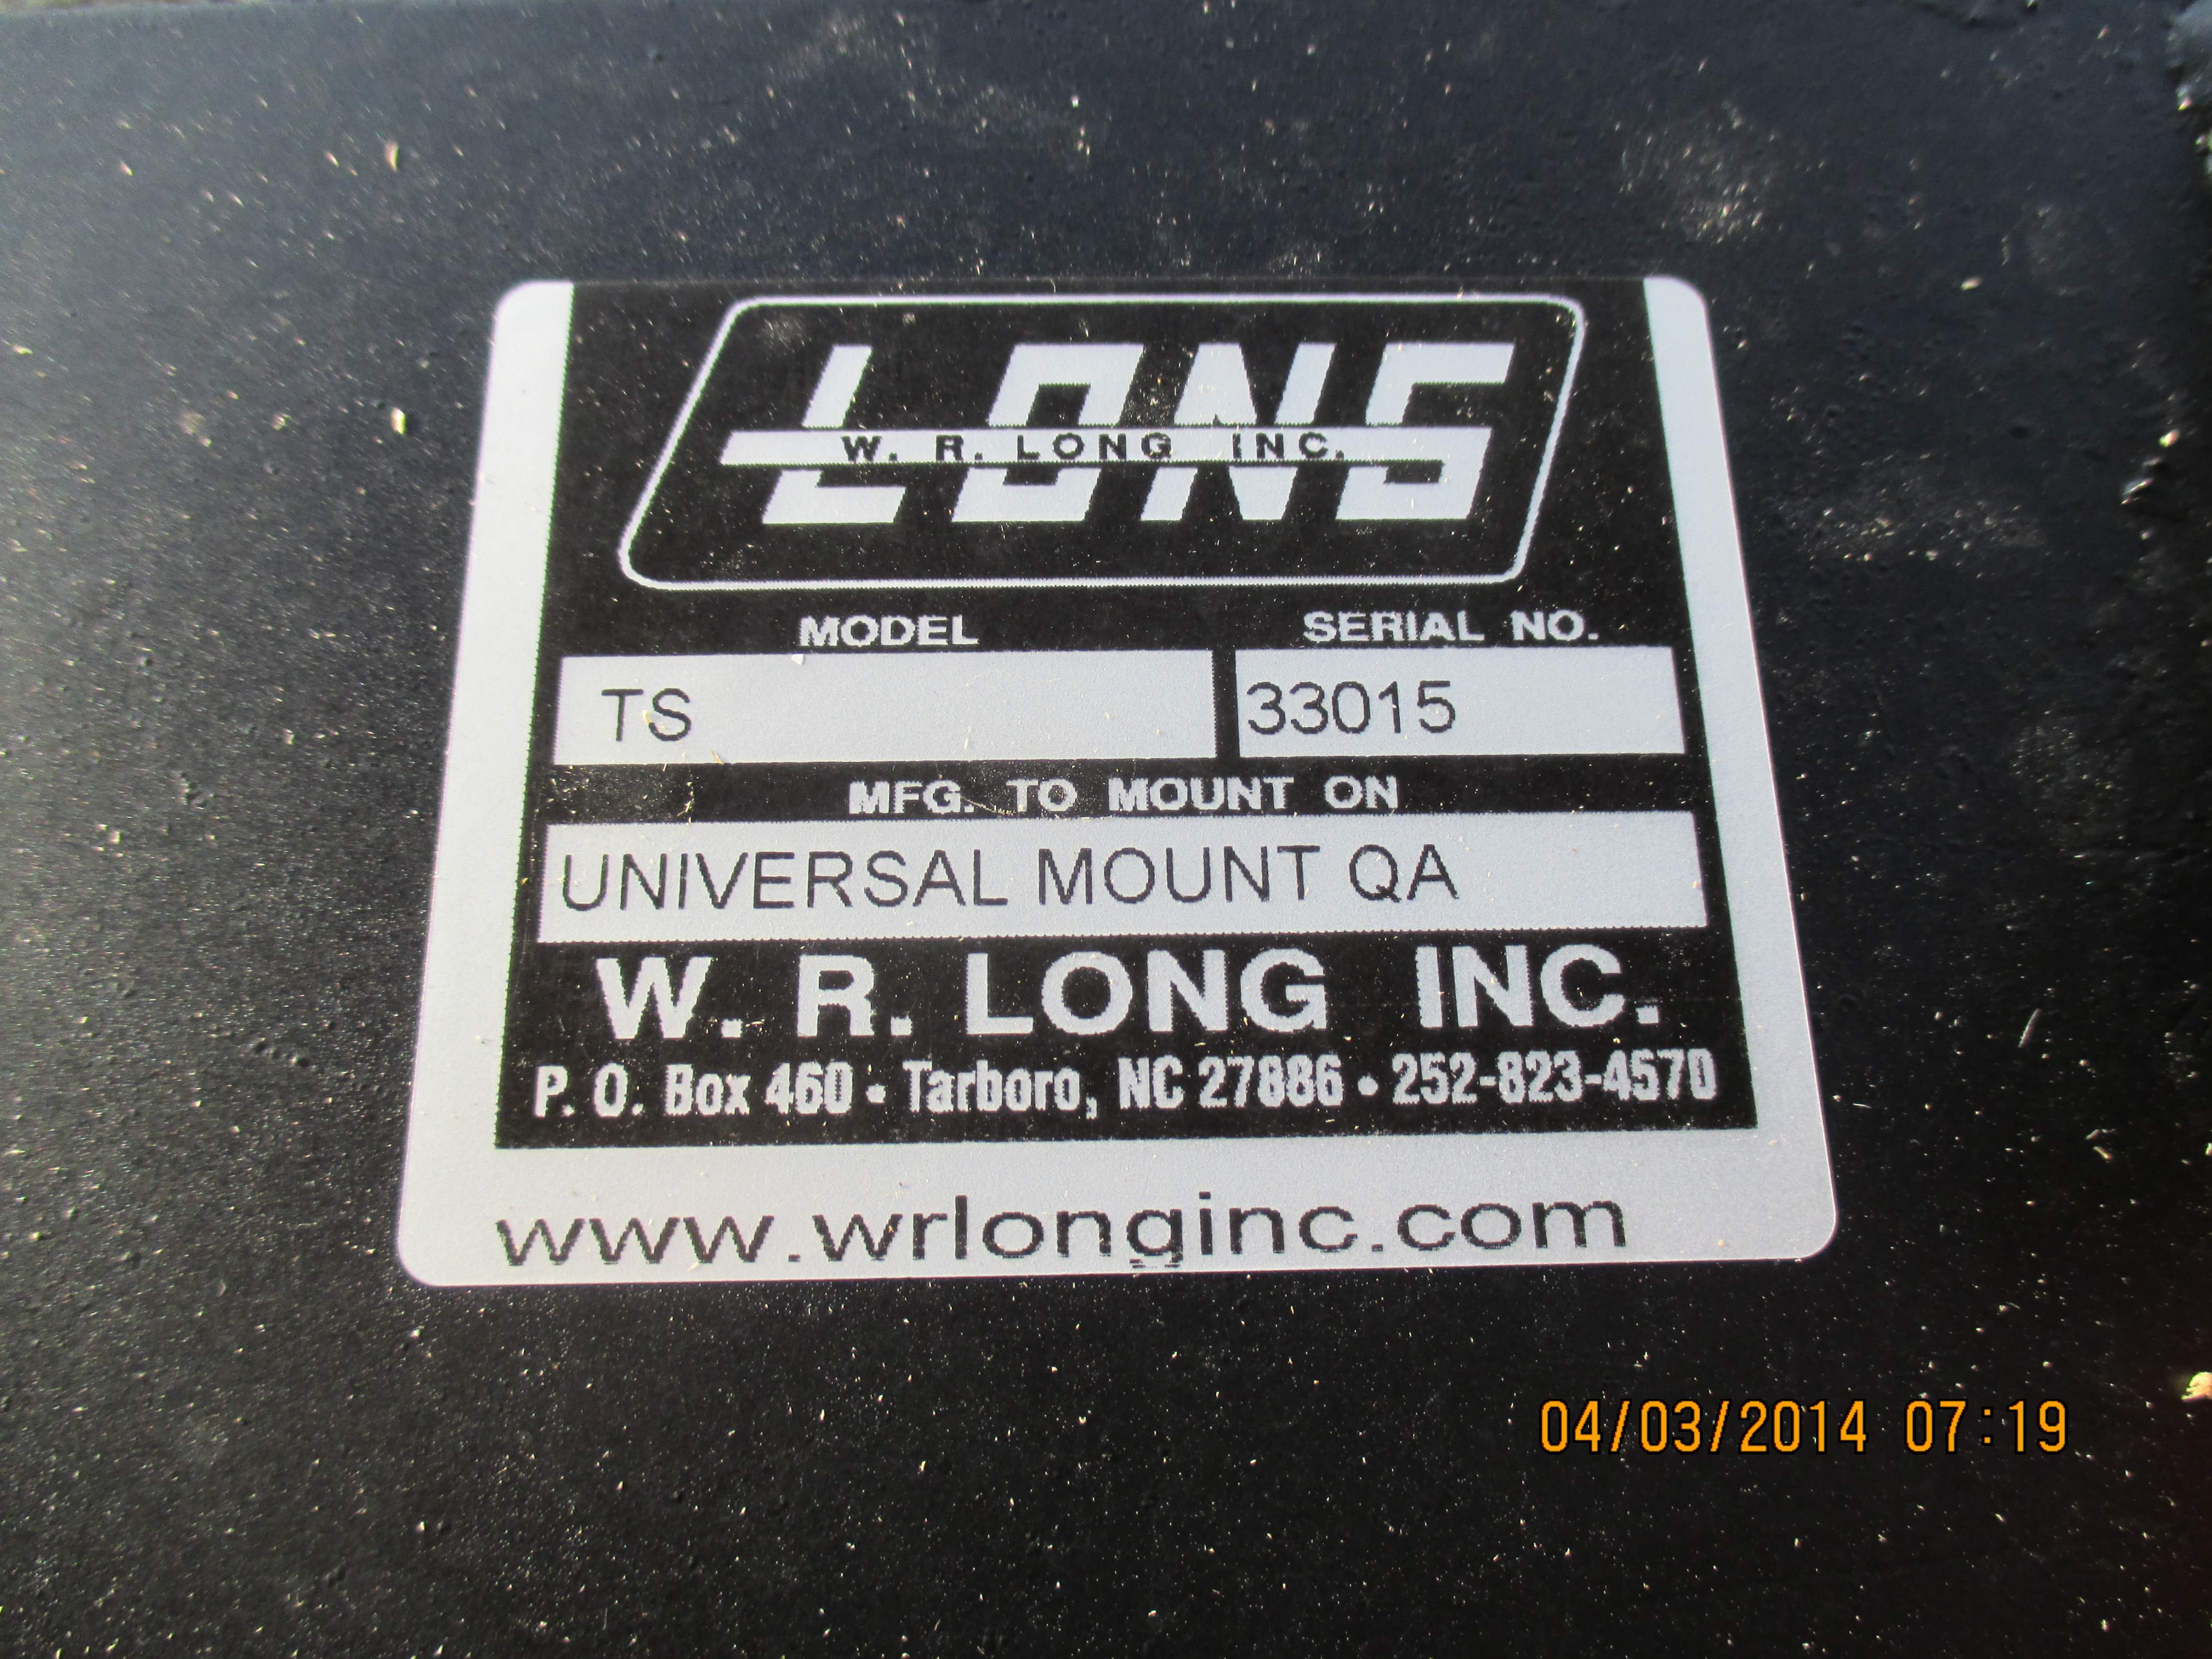 LONG
W. R. LONG INC.
MODEL SERIAL NO.
TS 33015
MFG. TO MOUNT ON
UNIVERSAL MOUNT QA
W. R. LONG INC.
P. O. Box 460 • Tarboro, NC 27886 • 252-823-4570
www.wrlonginc.com
04/03/2014 07:19